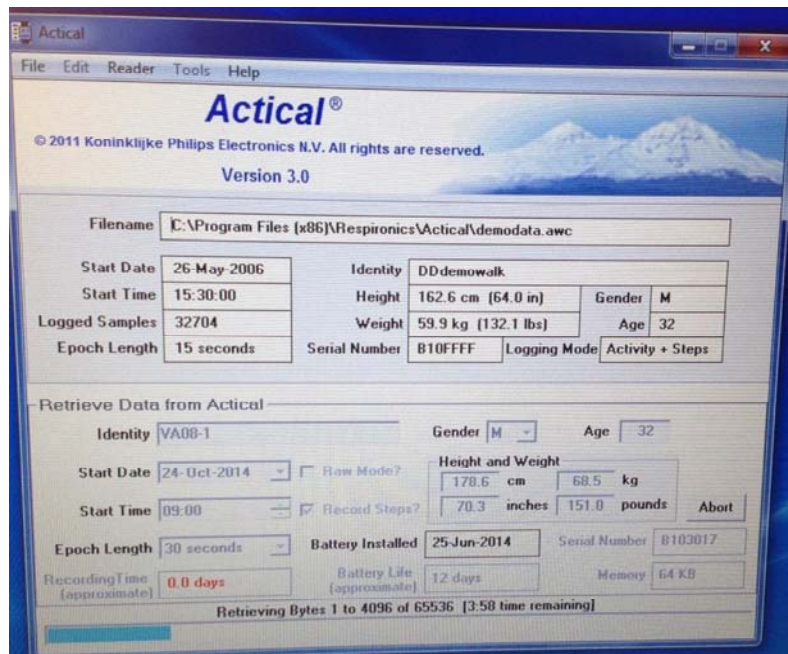 Actical
File Edit Reader Tools Help
Actical®
© 2011 Koninklijke Philips Electronics N.V. All rights are reserved.
Version 3.0
Filename C:\Program Files (x86)\Respironics\Actical\demodata.awc
Start Date 26-May-2006 Identity DDdemowalk
Start Time 15:30:00 Height 162.6 cm (64.0 in) Gender M
Logged Samples 32704 Weight 59.9 kg (132.1 lbs) Age 32
Epoch Length 15 seconds Serial Number B10FFFF Logging Mode Activity + Steps
Retrieve Data from Actical
Identity VA08-1 Gender M Age 32
Height and Weight
Start Date 24-Oct-2014 Raw Mode? 178.6 cm 68.5 kg
Start Time 09:00 Record Steps? 70.3 inches 151.0 pounds Abort
Epoch Length 30 seconds Battery Installed 25-Jun-2014 Serial Number B103017
RecordingTime (approximate) 0.0 days Battery Life (approximate) 12 days Memory 64 KB
Retrieving Bytes 1 to 4096 of 65536 [3:58 time remaining]